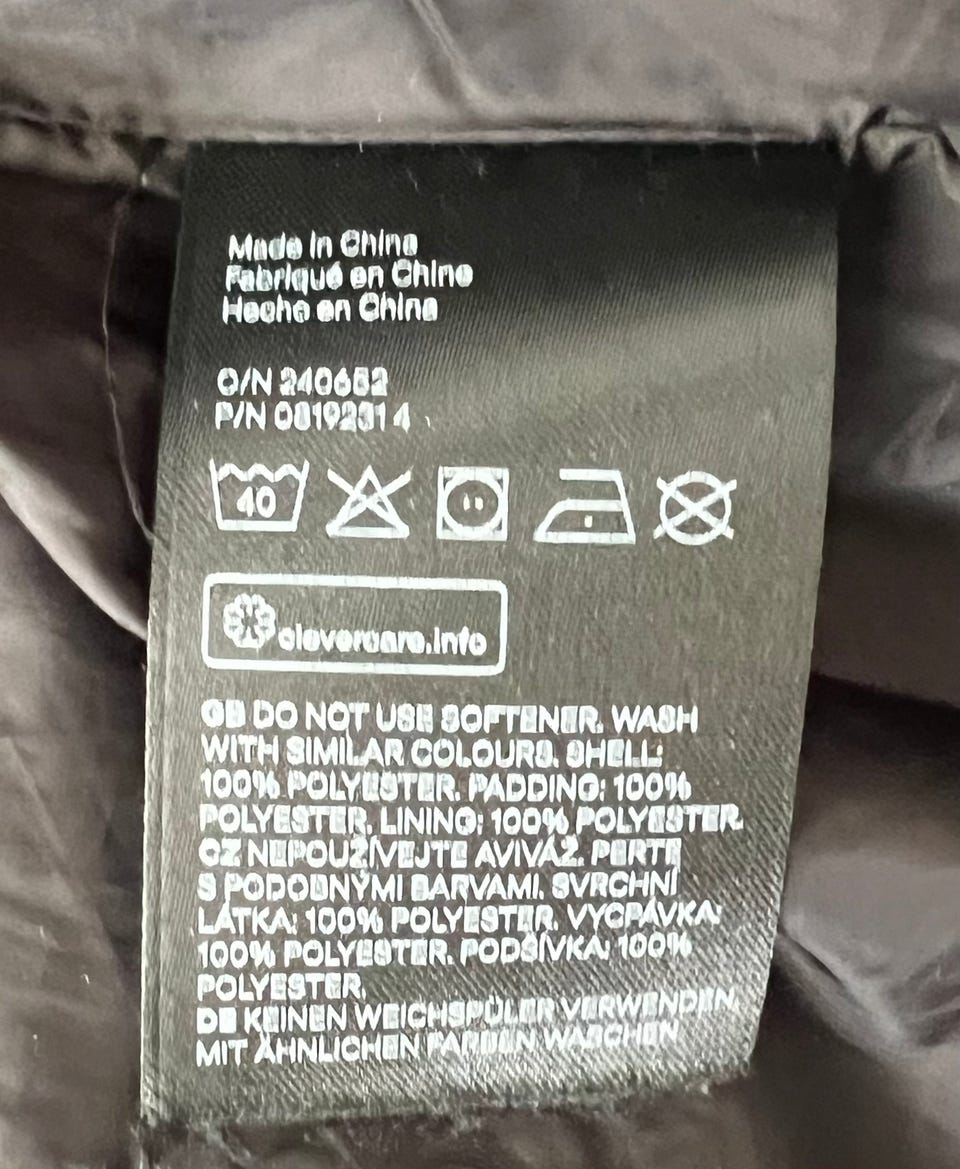 Made in China
Fabriqué en Chine
Hecho en China
O/N 240652
P/N 08192314
40
clevercare.info
GB DO NOT USE SOFTENER. WASH
WITH SIMILAR COLOURS. SHELL:
100% POLYESTER. PADDING: 100%
POLYESTER. LINING: 100% POLYESTER.
CZ NEPOUŽÍVEJTE AVIVÁŽ. PERTE
S PODOBNÝMI BARVAMI. SVRCHNÍ
LÁTKA: 100% POLYESTER. VYCPÁVKA:
100% POLYESTER. PODŠÍVKA: 100%
POLYESTER.
DE KEINEN WEICHSPÜLER VERWENDEN.
MIT ÄHNLICHEN FARBEN WASCHEN